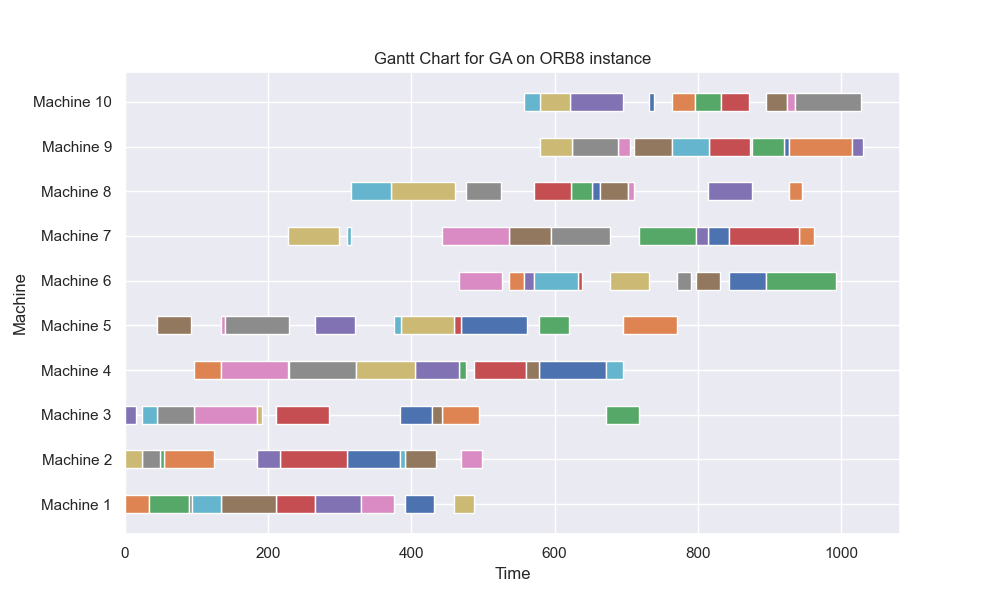 Gantt Chart for GA on ORB8 instance
Machine 10
Machine 9
Machine 8
Machine 7
Machine 6
Machine 5
Machine 4
Machine 3
Machine 2
Machine 1
Machine
0 200 400 600 800 1000
Time